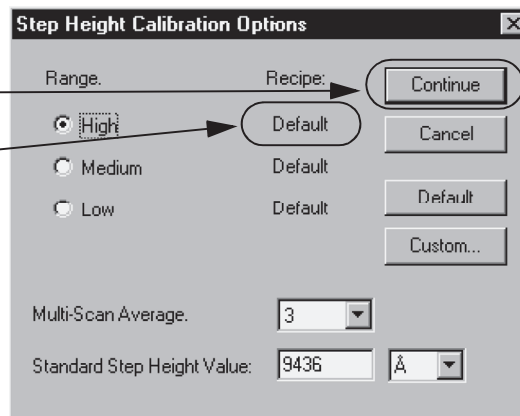 Step Height Calibration Options
Range. Recipe: Continue
High Default Cancel
Medium Default
Low Default Default
Custom...
Multi-Scan Average. 3
Standard Step Height Value: 9436 Å